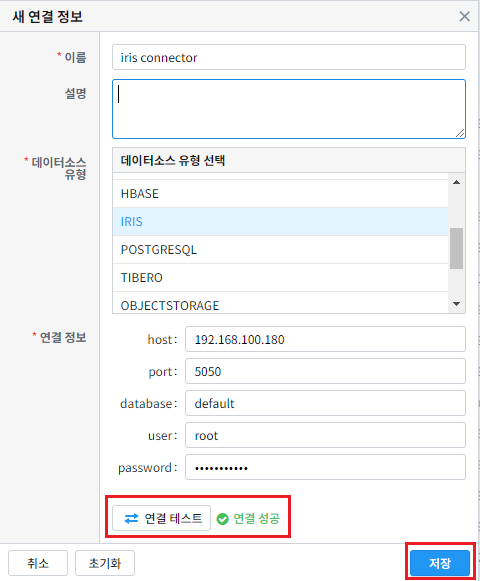 새 연결 정보
* 이름
iris connector
설명
* 데이터소스
유형
데이터소스 유형 선택
HBASE
IRIS
POSTGRESQL
TIBERO
OBJECTSTORAGE
* 연결 정보
host: 192.168.100.180
port: 5050
database: default
user: root
password: •••••••••••
연결 테스트 연결 성공
취소 초기화 저장